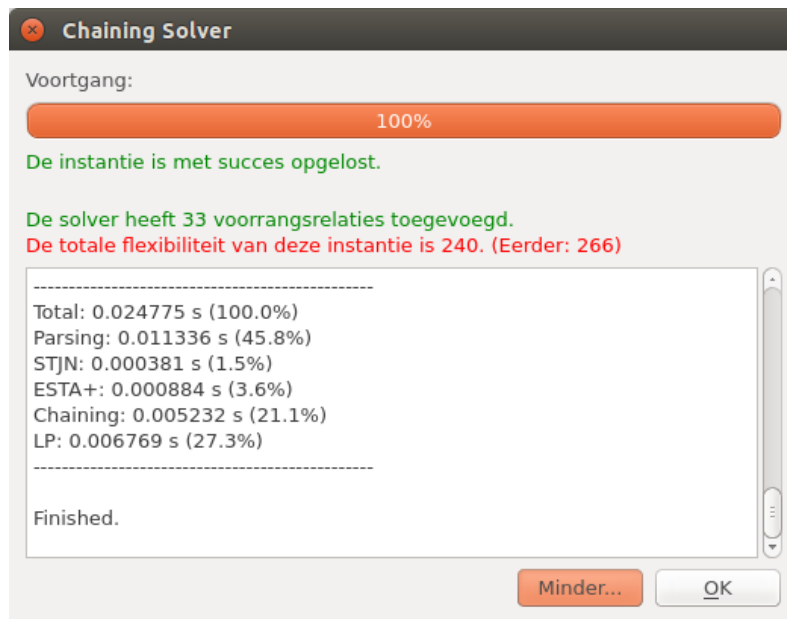 Chaining Solver
Voortgang:
100%
De instantie is met succes opgelost.
De solver heeft 33 voorrangsrelaties toegevoegd.
De totale flexibiliteit van deze instantie is 240. (Eerder: 266)
------------------------------------------------
Total: 0.024775 s (100.0%)
Parsing: 0.011336 s (45.8%)
STJN: 0.000381 s (1.5%)
ESTA+: 0.000884 s (3.6%)
Chaining: 0.005232 s (21.1%)
LP: 0.006769 s (27.3%)
------------------------------------------------
Finished.
Minder... OK